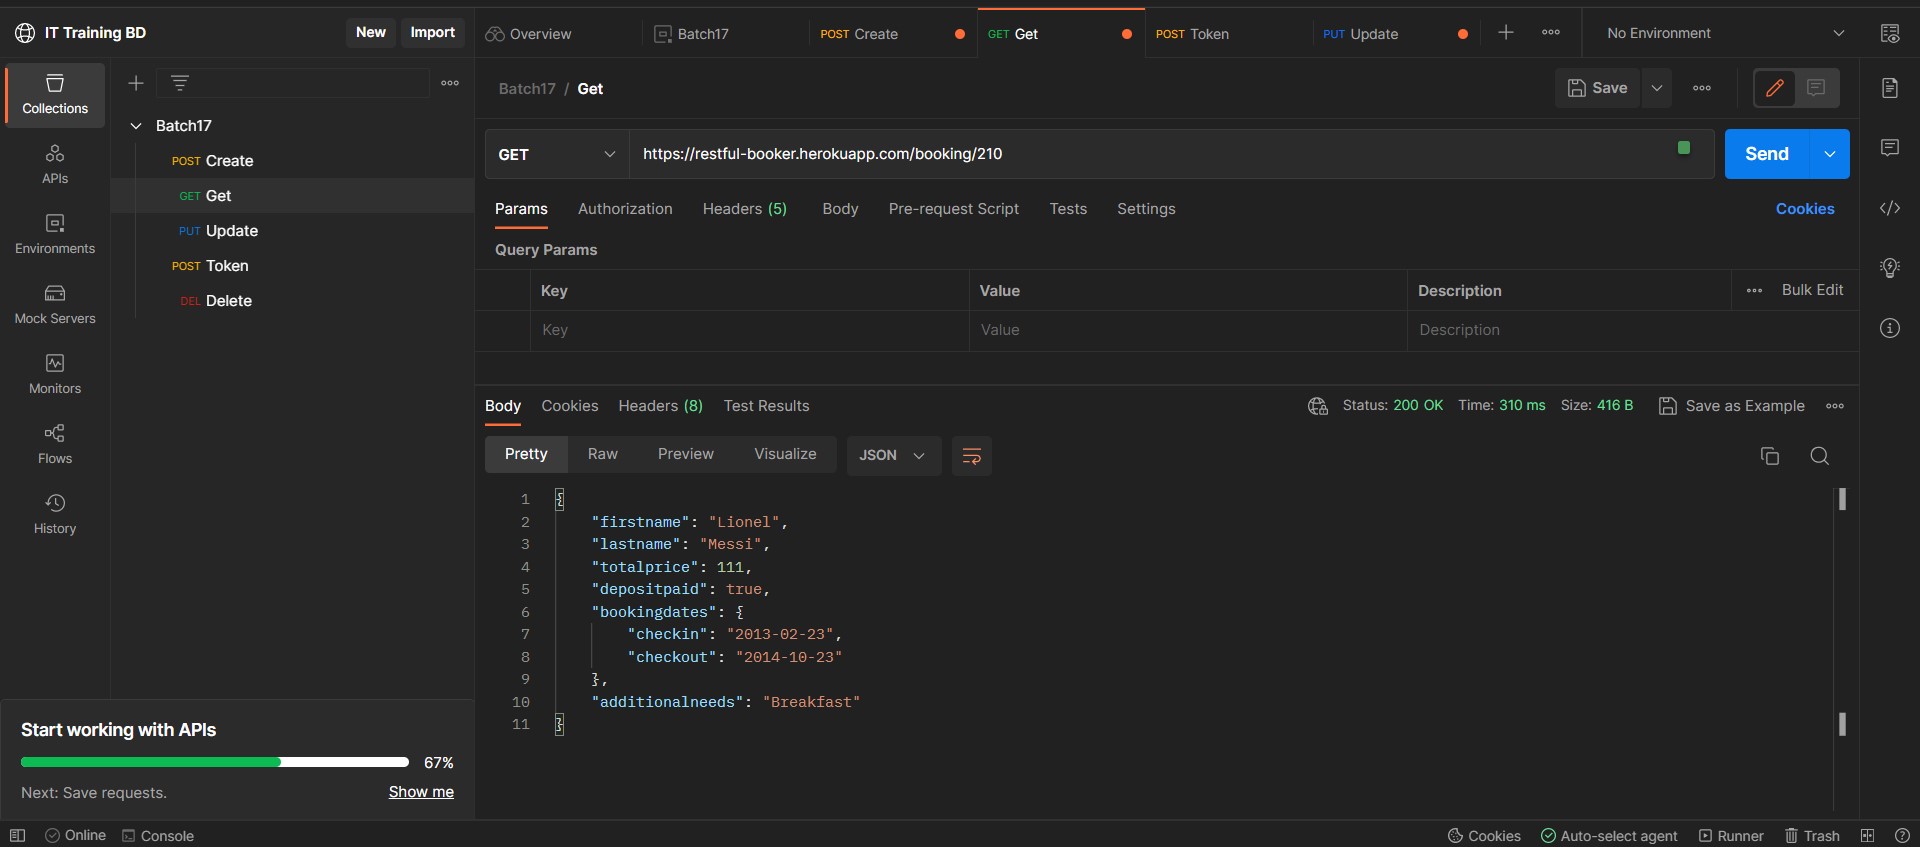 IT Training BD
New
Import
Overview
Batch17
POST Create
GET Get
POST Token
PUT Update
No Environment
Collections
APIs
Environments
Mock Servers
Monitors
Flows
History
Batch17
POST Create
GET Get
PUT Update
POST Token
DEL Delete
Batch17 / Get
Save
GET
https://restful-booker.herokuapp.com/booking/210
Send
Params
Authorization
Headers (5)
Body
Pre-request Script
Tests
Settings
Cookies
Query Params
Key
Value
Description
Bulk Edit
Key
Value
Description
Body
Cookies
Headers (8)
Test Results
Status: 200 OK
Time: 310 ms
Size: 416 B
Save as Example
Pretty
Raw
Preview
Visualize
JSON
1 {
2 "firstname": "Lionel",
3 "lastname": "Messi",
4 "totalprice": 111,
5 "depositpaid": true,
6 "bookingdates": {
7 "checkin": "2013-02-23",
8 "checkout": "2014-10-23"
9 },
10 "additionalneeds": "Breakfast"
11 }
Start working with APIs
67%
Next: Save requests.
Show me
Online
Console
Cookies
Auto-select agent
Runner
Trash